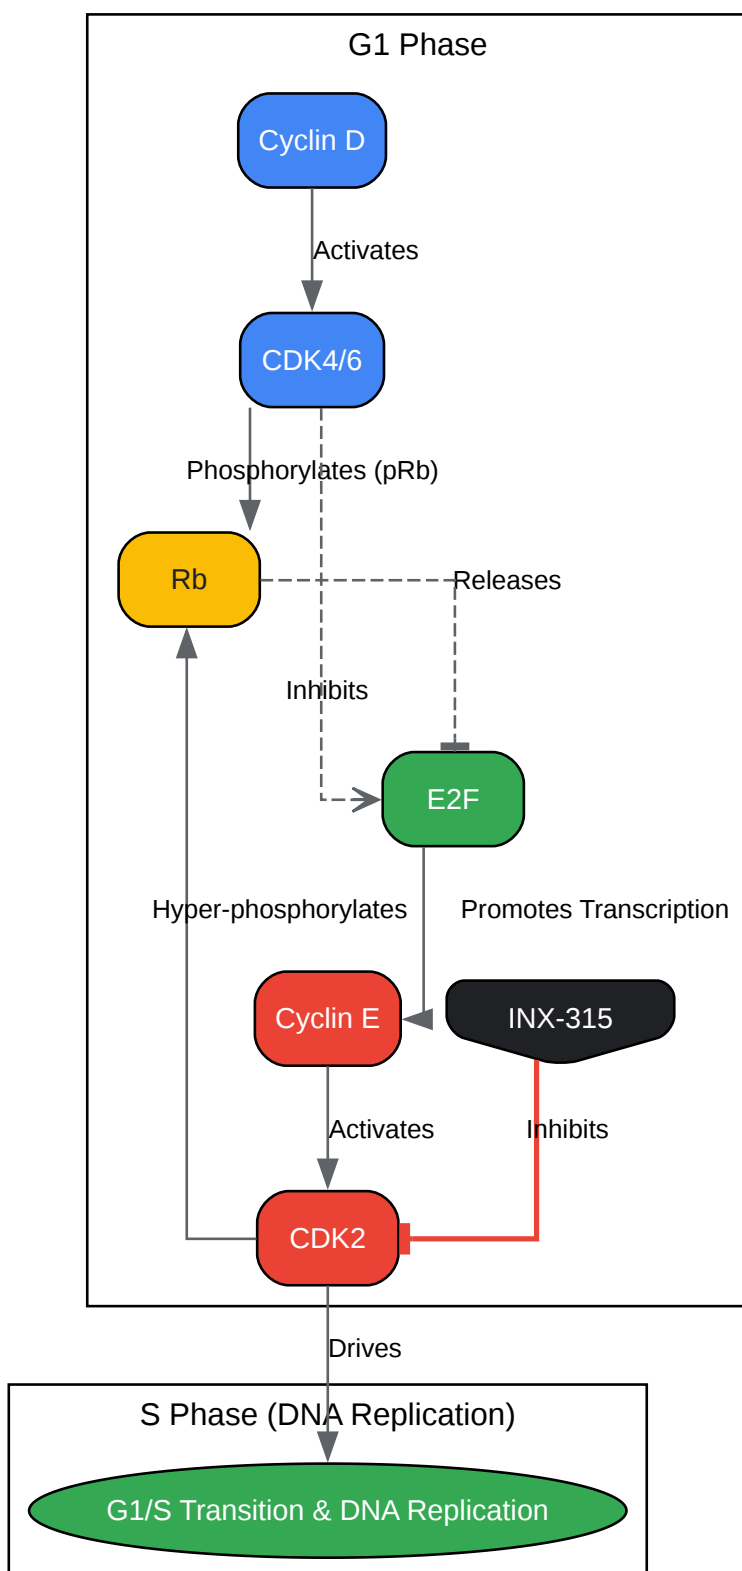 G1 Phase
Cyclin D
Activates
CDK4/6
Phosphorylates (pRb)
Rb
Releases
Inhibits
E2F
Hyper-phosphorylates
Promotes Transcription
Cyclin E
INX-315
Activates
Inhibits
CDK2
Drives
S Phase (DNA Replication)
G1/S Transition & DNA Replication